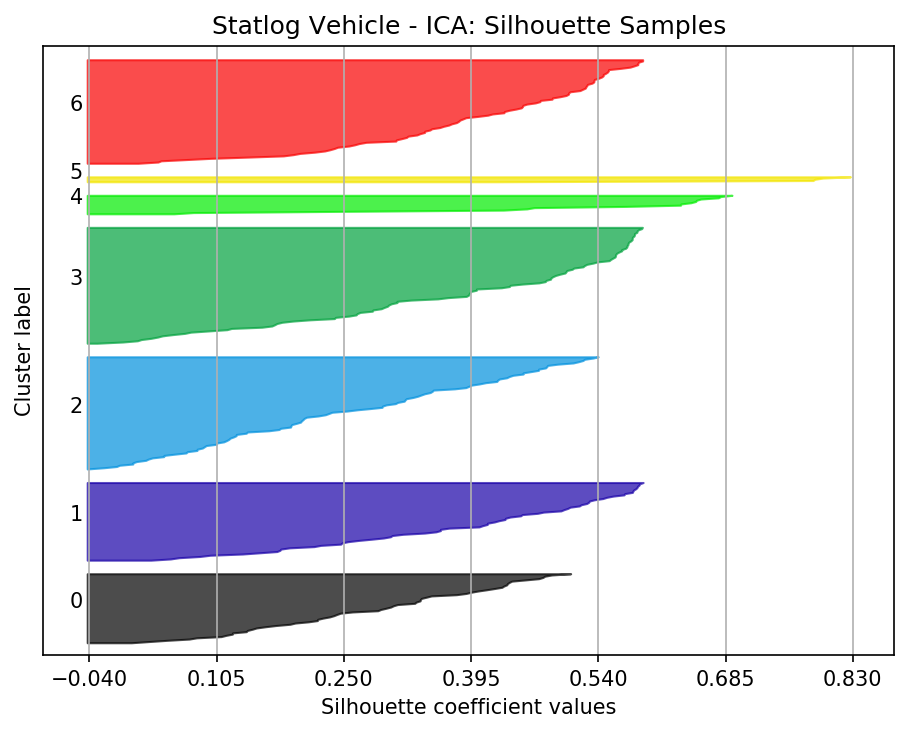 Statlog Vehicle - ICA: Silhouette Samples
6
5
4
3
2
1
0
Cluster label
−0.040 0.105 0.250 0.395 0.540 0.685 0.830
Silhouette coefficient values